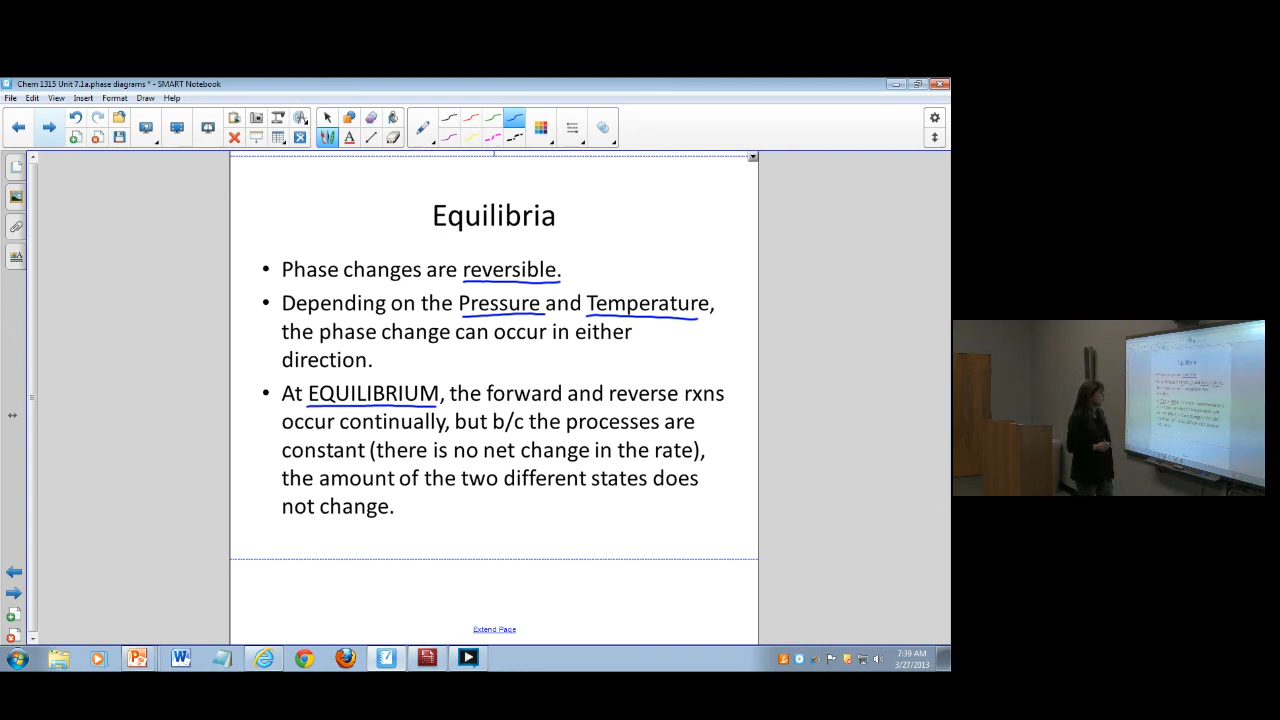 Chem 1315 Unit 7.1a.phase diagrams * - SMART Notebook
File Edit View Insert Format Draw Help
Equilibria
• Phase changes are reversible.
• Depending on the Pressure and Temperature,
the phase change can occur in either
direction.
• At EQUILIBRIUM, the forward and reverse rxns
occur continually, but b/c the processes are
constant (there is no net change in the rate),
the amount of the two different states does
not change.
Extend Page
7:39 AM
3/27/2013
Equilibria